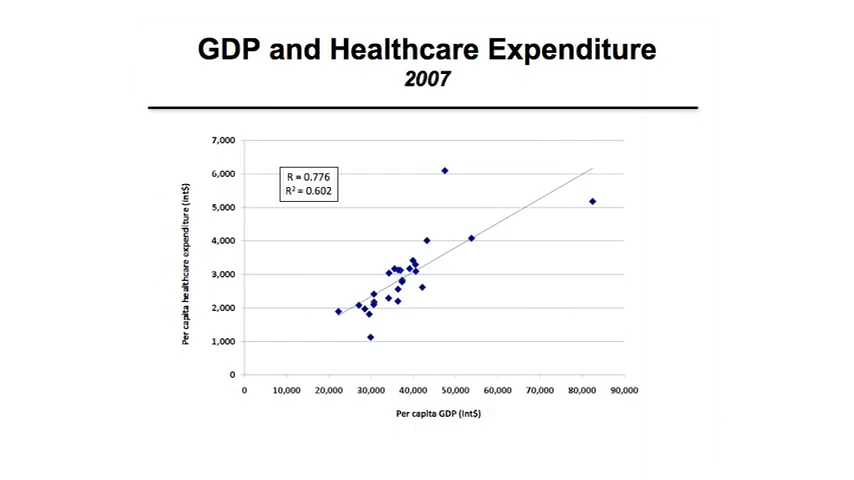 GDP and Healthcare Expenditure
2007
R = 0.776
R² = 0.602
Per capita healthcare expenditure (Int$)
7,000
6,000
5,000
4,000
3,000
2,000
1,000
0
0 10,000 20,000 30,000 40,000 50,000 60,000 70,000 80,000 90,000
Per capita GDP (Int$)